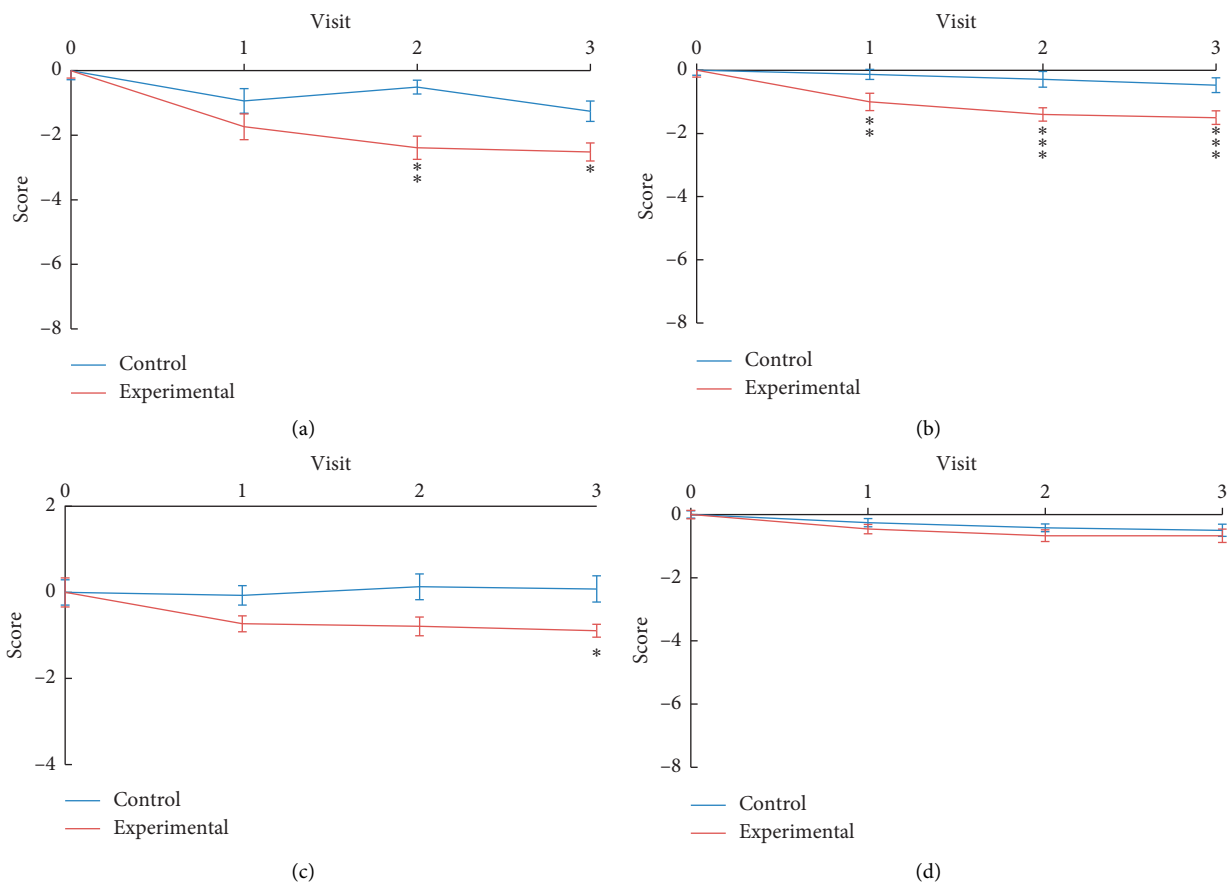 Visit
0 1 2 3
0
−2
−4
−6
−8
Score
**
*
Control
Experimental
(a)
Visit
0 1 2 3
0
−2
−4
−6
−8
Score
**
***
***
Control
Experimental
(b)
Visit
0 1 2 3
2
0
−2
−4
Score
*
Control
Experimental
(c)
Visit
0 1 2 3
0
−2
−4
−6
−8
Score
Control
Experimental
(d)